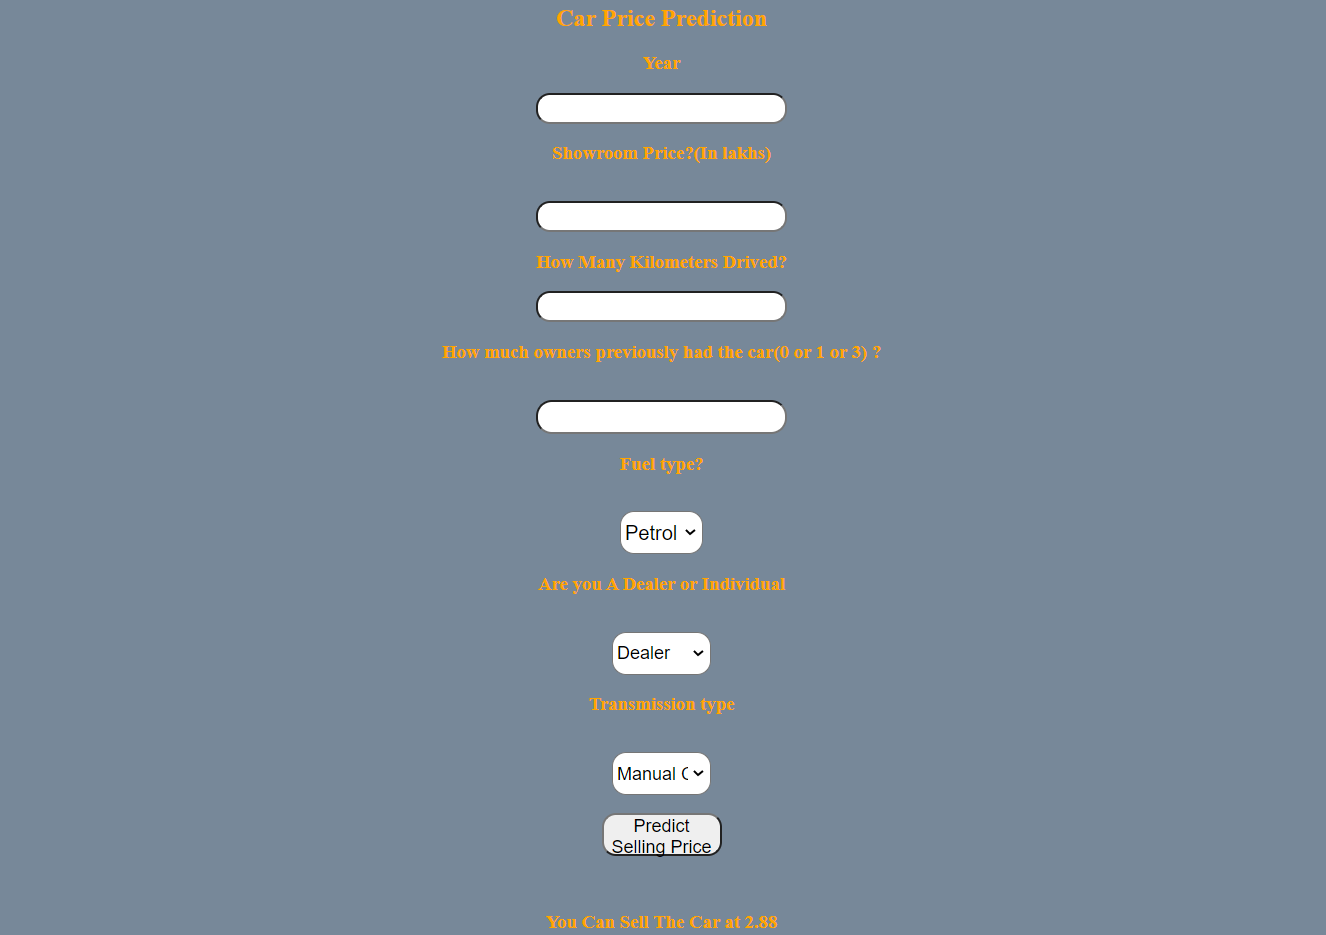 Car Price Prediction
Year
Showroom Price?(In lakhs)
How Many Kilometers Drived?
How much owners previously had the car(0 or 1 or 3) ?
Fuel type?
Petrol
Are you A Dealer or Individual
Dealer
Transmission type
Manual C
Predict
Selling Price
You Can Sell The Car at 2.88